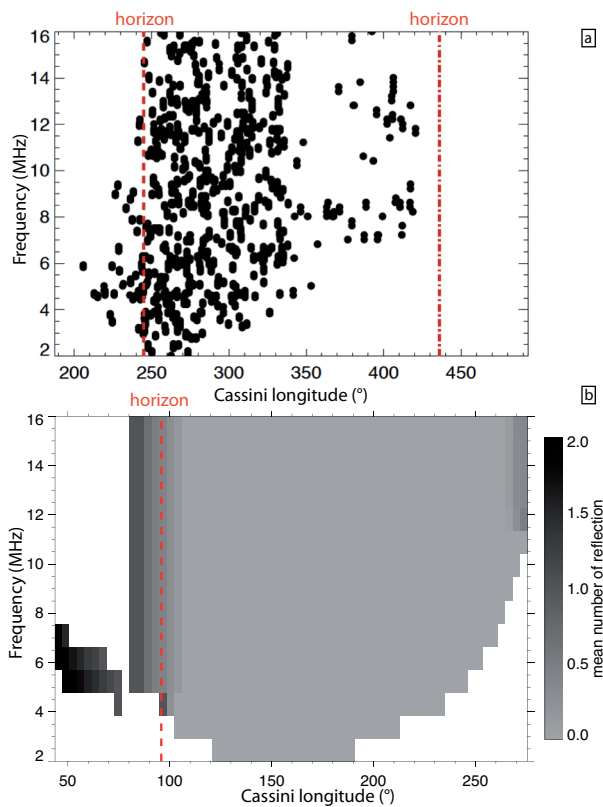 horizon horizon
a
16
14
12
10
8
6
4
2
Frequency (MHz)
200 250 300 350 400 450
Cassini longitude (°)
horizon
b
16
14
12
10
8
6
4
2
Frequency (MHz)
50 100 150 200 250
Cassini longitude (°)
2.0
1.5
1.0
0.5
0.0
mean number of reflection